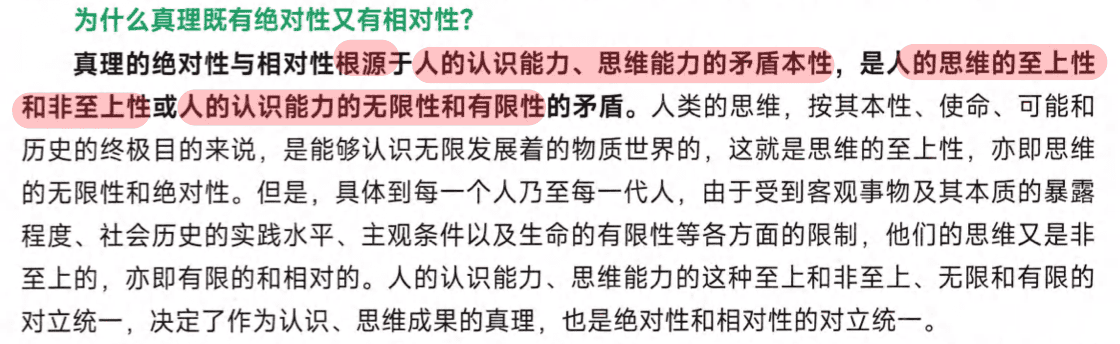 为什么真理既有绝对性又有相对性？
真理的绝对性与相对性根源于人的认识能力、思维能力的矛盾本性，是人的思维的至上性
和非至上性或人的认识能力的无限性和有限性的矛盾。人类的思维，按其本性、使命、可能和
历史的终极目的来说，是能够认识无限发展着的物质世界的，这就是思维的至上性，亦即思维
的无限性和绝对性。但是，具体到每一个人乃至每一代人，由于受到客观事物及其本质的暴露
程度、社会历史的实践水平、主观条件以及生命的有限性等各方面的限制，他们的思维又是非
至上的，亦即有限的和相对的。人的认识能力、思维能力的这种至上和非至上、无限和有限的
对立统一，决定了作为认识、思维成果的真理，也是绝对性和相对性的对立统一。